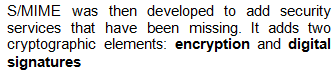 S/MIME was then developed to add security
services that have been missing. It adds two
cryptographic elements: encryption and digital
signatures